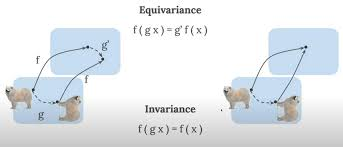 Equivariance
f ( g x ) = g' f ( x )
g'
f
f
g
Invariance
f ( g x ) = f ( x )